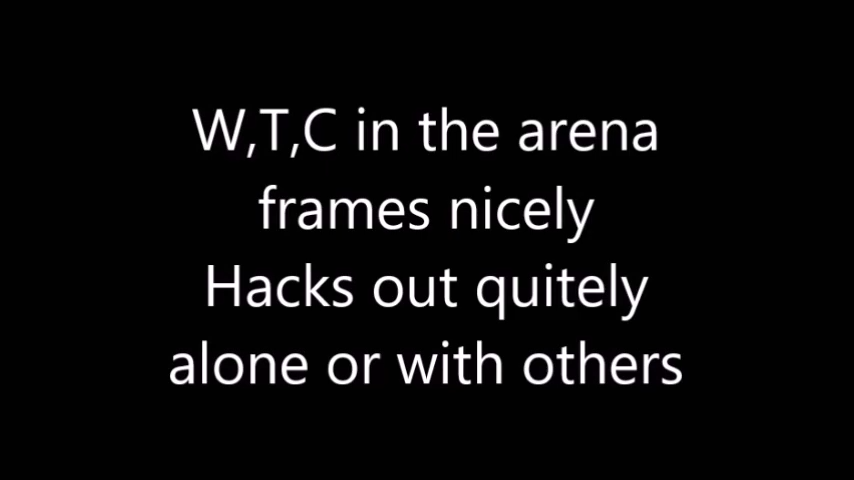 W,T,C in the arena
frames nicely
Hacks out quitely
alone or with others